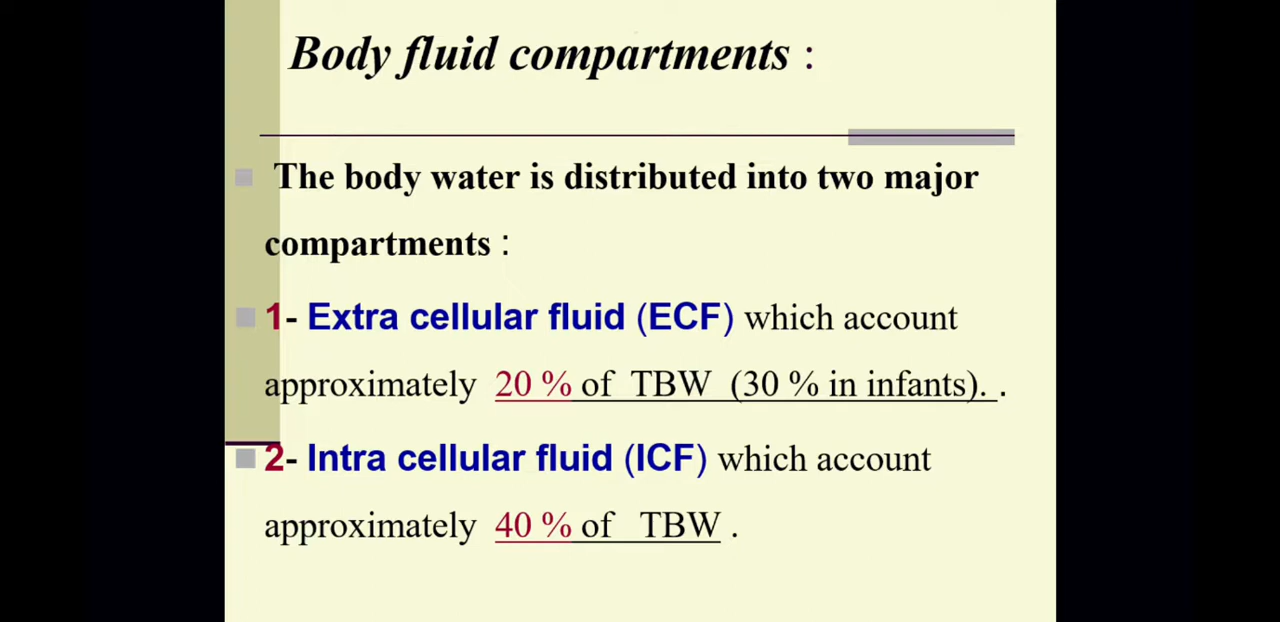 Body fluid compartments :
The body water is distributed into two major
compartments :
1- Extra cellular fluid (ECF) which account
approximately 20 % of TBW (30 % in infants). .
2- Intra cellular fluid (ICF) which account
approximately 40 % of TBW .